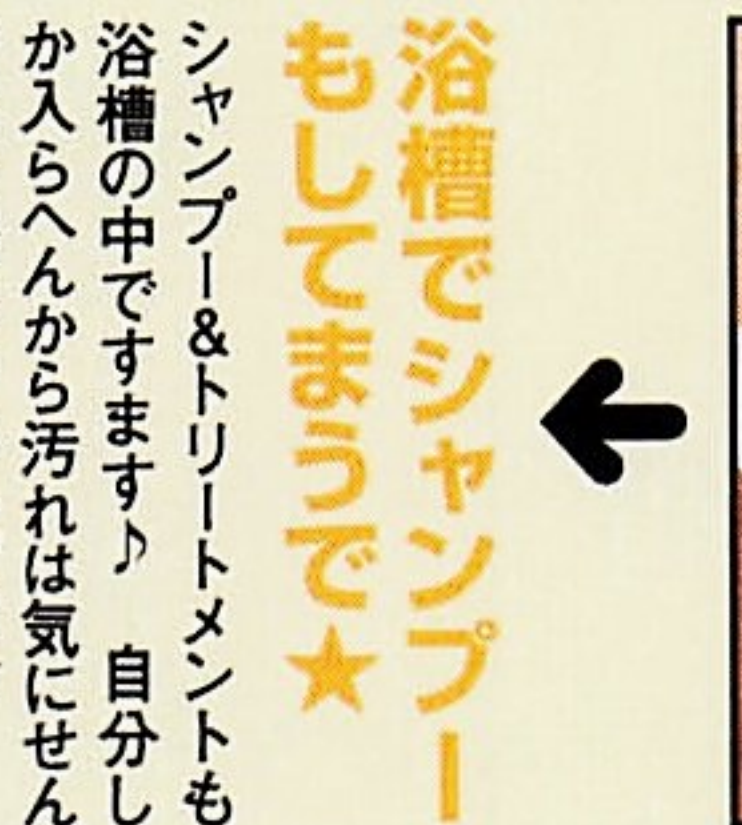 浴槽でシャンプー
もしてまうで★
シャンプー&トリートメントも
浴槽の中ですます♪　自分し
か入らへんから汚れは気にせん